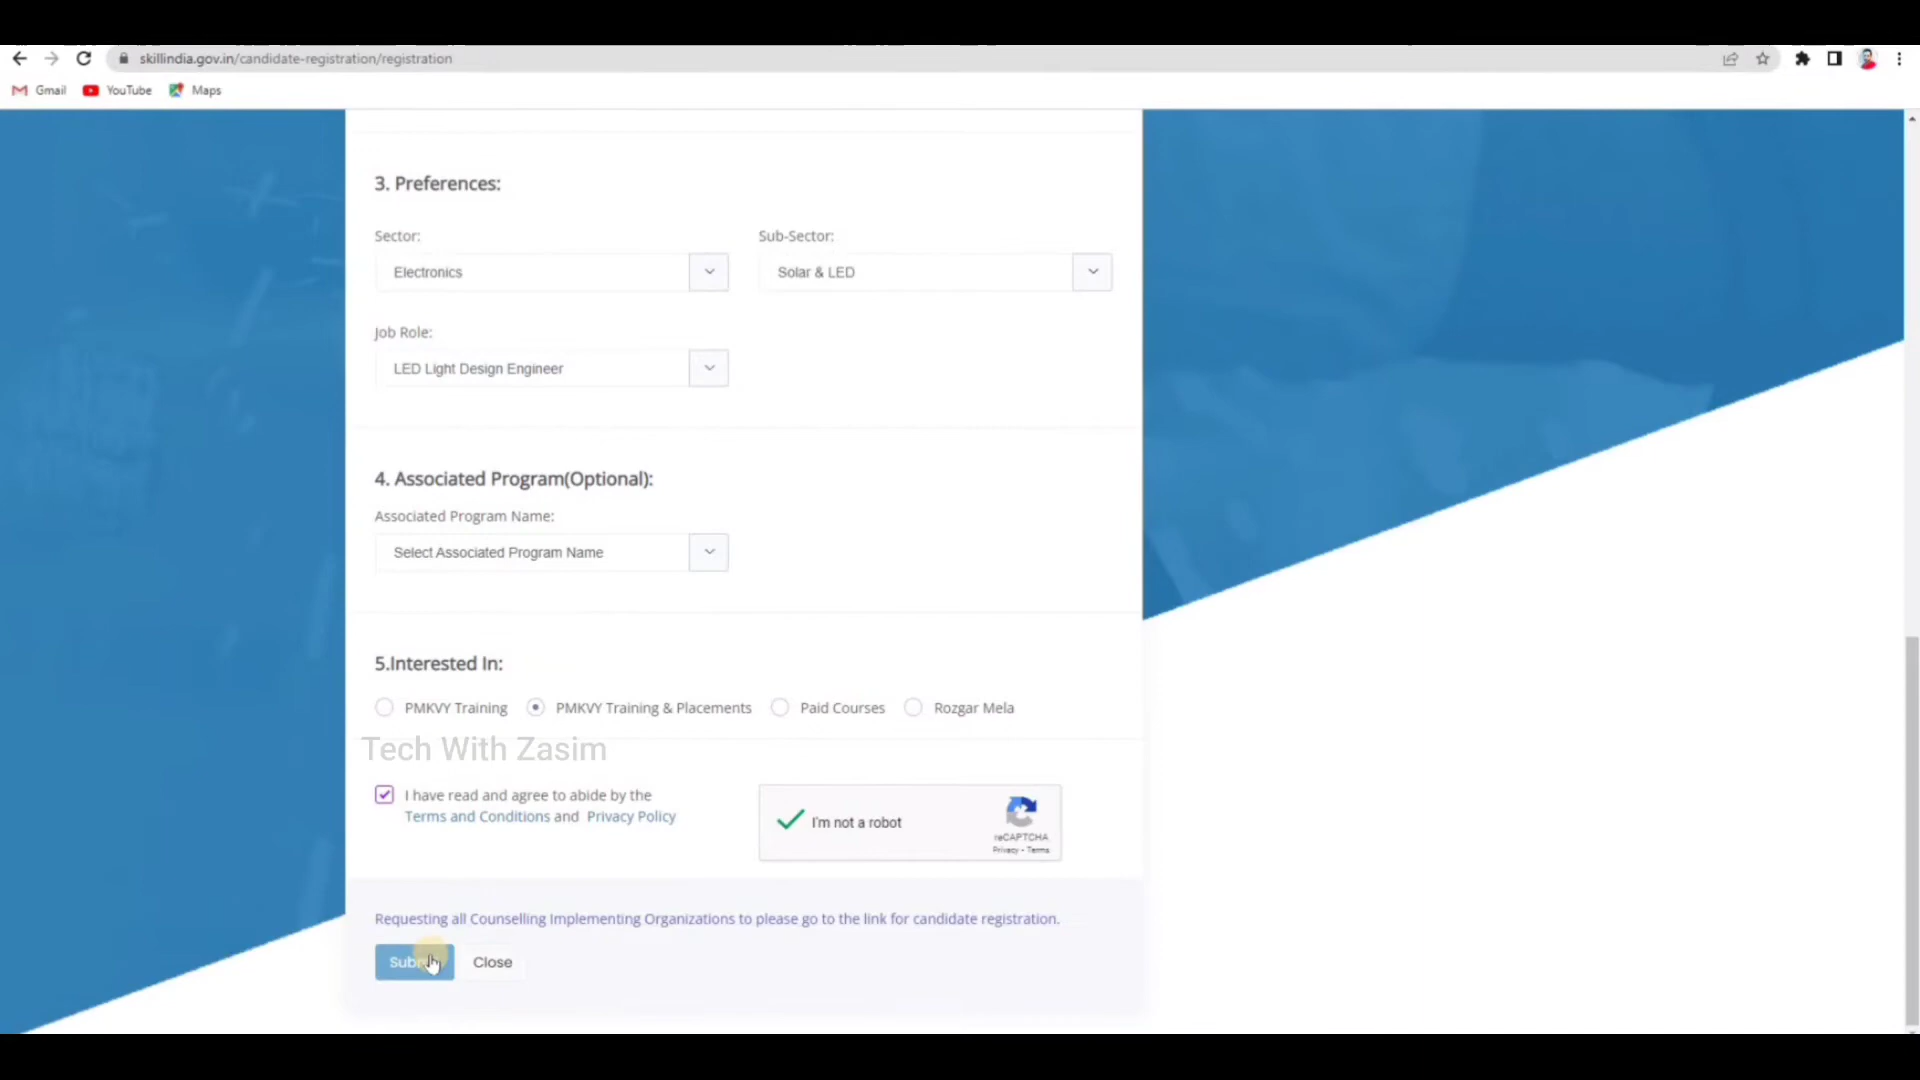 skillindia.gov.in/candidate-registration/registration
Gmail YouTube Maps
3. Preferences:
Sector: Sub-Sector:
Electronics Solar & LED
Job Role:
LED Light Design Engineer
4. Associated Program(Optional):
Associated Program Name:
Select Associated Program Name
5.Interested In:
PMKVY Training PMKVY Training & Placements Paid Courses Rozgar Mela
Tech With Zasim
I have read and agree to abide by the
Terms and Conditions and Privacy Policy
I'm not a robot
reCAPTCHA
Privacy - Terms
Requesting all Counselling Implementing Organizations to please go to the link for candidate registration.
Close